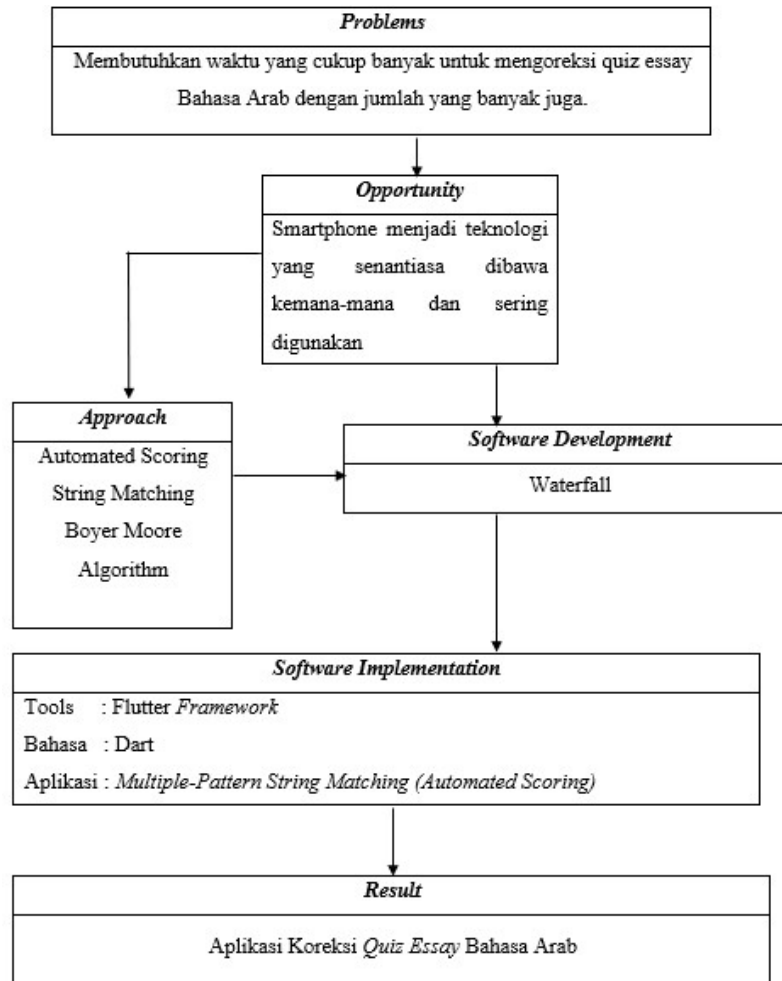 Problems
Membutuhkan waktu yang cukup banyak untuk mengoreksi quiz essay
Bahasa Arab dengan jumlah yang banyak juga.
Opportunity
Smartphone menjadi teknologi
yang senantiasa dibawa
kemana-mana dan sering
digunakan
Approach
Automated Scoring
String Matching
Boyer Moore
Algorithm
Software Development
Waterfall
Software Implementation
Tools : Flutter Framework
Bahasa : Dart
Aplikasi : Multiple-Pattern String Matching (Automated Scoring)
Result
Aplikasi Koreksi Quiz Essay Bahasa Arab